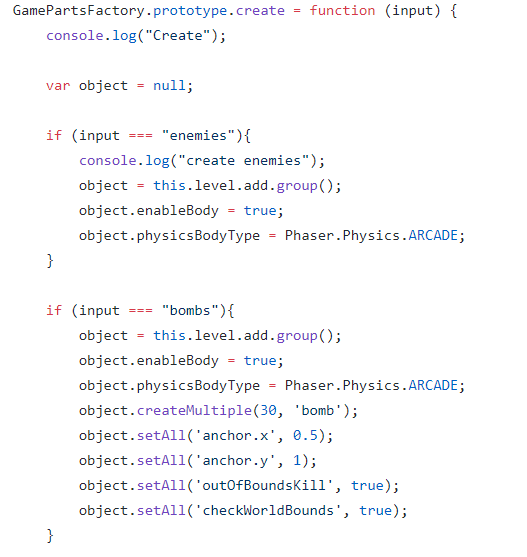 GamePartsFactory.prototype.create = function (input) {
    console.log("Create");

    var object = null;

    if (input === "enemies"){
        console.log("create enemies");
        object = this.level.add.group();
        object.enableBody = true;
        object.physicsBodyType = Phaser.Physics.ARCADE;
    }

    if (input === "bombs"){
        object = this.level.add.group();
        object.enableBody = true;
        object.physicsBodyType = Phaser.Physics.ARCADE;
        object.createMultiple(30, 'bomb');
        object.setAll('anchor.x', 0.5);
        object.setAll('anchor.y', 1);
        object.setAll('outOfBoundsKill', true);
        object.setAll('checkWorldBounds', true);
    }